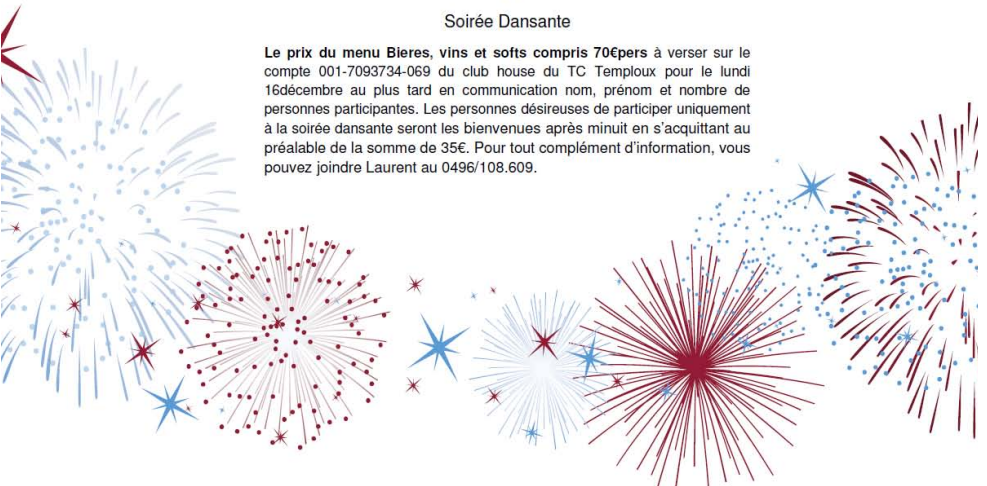 Soirée Dansante
Le prix du menu Bieres, vins et softs compris 70€pers à verser sur le
compte 001-7093734-069 du club house du TC Temploux pour le lundi
16décembre au plus tard en communication nom, prénom et nombre de
personnes participantes. Les personnes désireuses de participer uniquement
à la soirée dansante seront les bienvenues après minuit en s'acquittant au
préalable de la somme de 35€. Pour tout complément d'information, vous
pouvez joindre Laurent au 0496/108.609.